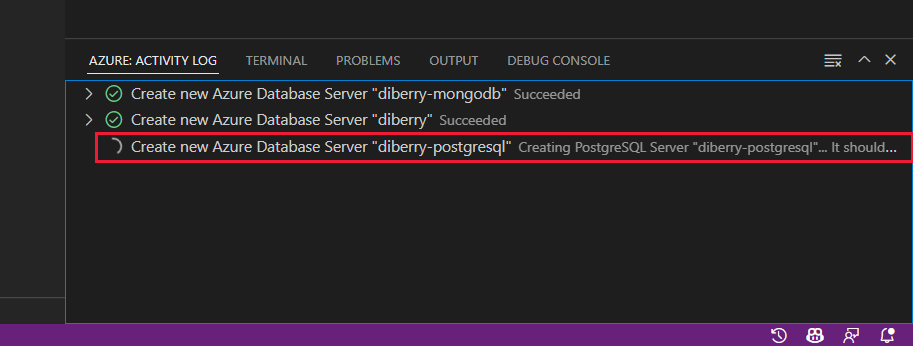 AZURE: ACTIVITY LOG TERMINAL PROBLEMS OUTPUT DEBUG CONSOLE
Create new Azure Database Server "diberry-mongodb" Succeeded
Create new Azure Database Server "diberry" Succeeded
Create new Azure Database Server "diberry-postgresql" Creating PostgreSQL Server "diberry-postgresql"... It should...